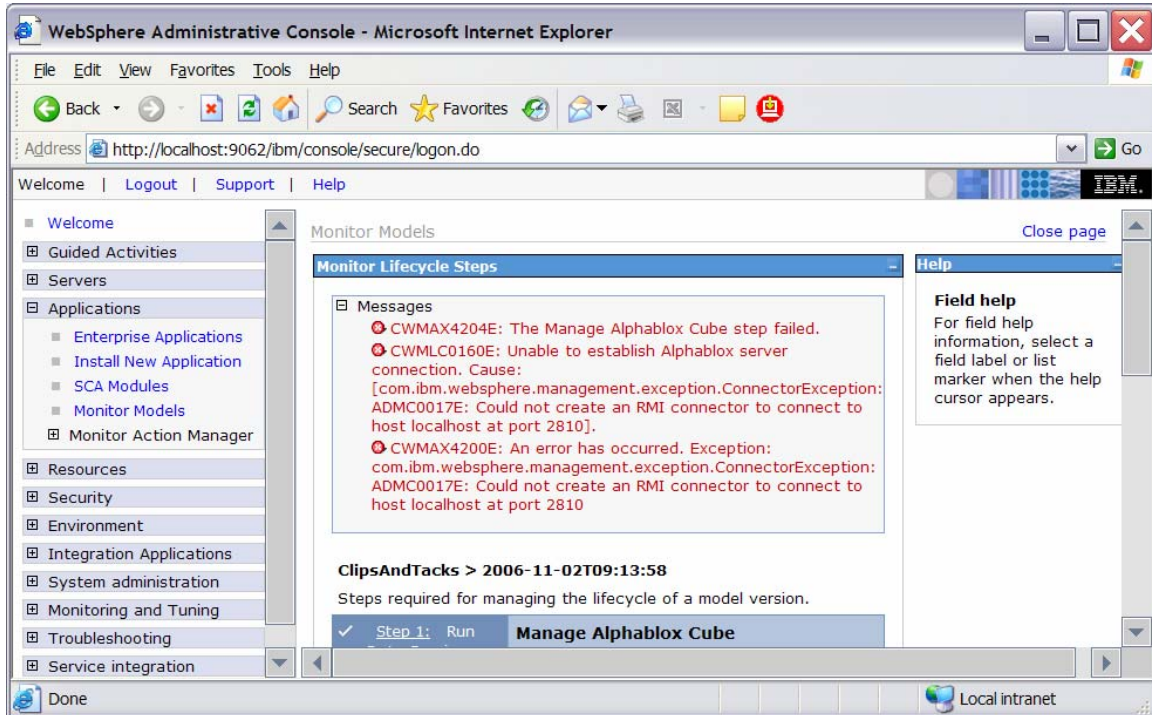 WebSphere Administrative Console - Microsoft Internet Explorer
File Edit View Favorites Tools Help
Back Search Favorites
Address http://localhost:9062/ibm/console/secure/logon.do Go
Welcome | Logout | Support | Help IBM.
Welcome
Guided Activities
Servers
Applications
Enterprise Applications
Install New Application
SCA Modules
Monitor Models
Monitor Action Manager
Resources
Security
Environment
Integration Applications
System administration
Monitoring and Tuning
Troubleshooting
Service integration
Monitor Models Close page
Monitor Lifecycle Steps
Messages
CWMAX4204E: The Manage Alphablox Cube step failed.
CWMLC0160E: Unable to establish Alphablox server
connection. Cause:
[com.ibm.websphere.management.exception.ConnectorException:
ADMC0017E: Could not create an RMI connector to connect to
host localhost at port 2810].
CWMAX4200E: An error has occurred. Exception:
com.ibm.websphere.management.exception.ConnectorException:
ADMC0017E: Could not create an RMI connector to connect to
host localhost at port 2810
ClipsAndTacks > 2006-11-02T09:13:58
Steps required for managing the lifecycle of a model version.
Step 1: Run
Manage Alphablox Cube
Help
Field help
For field help
information, select a
field label or list
marker when the help
cursor appears.
Done
Local intranet